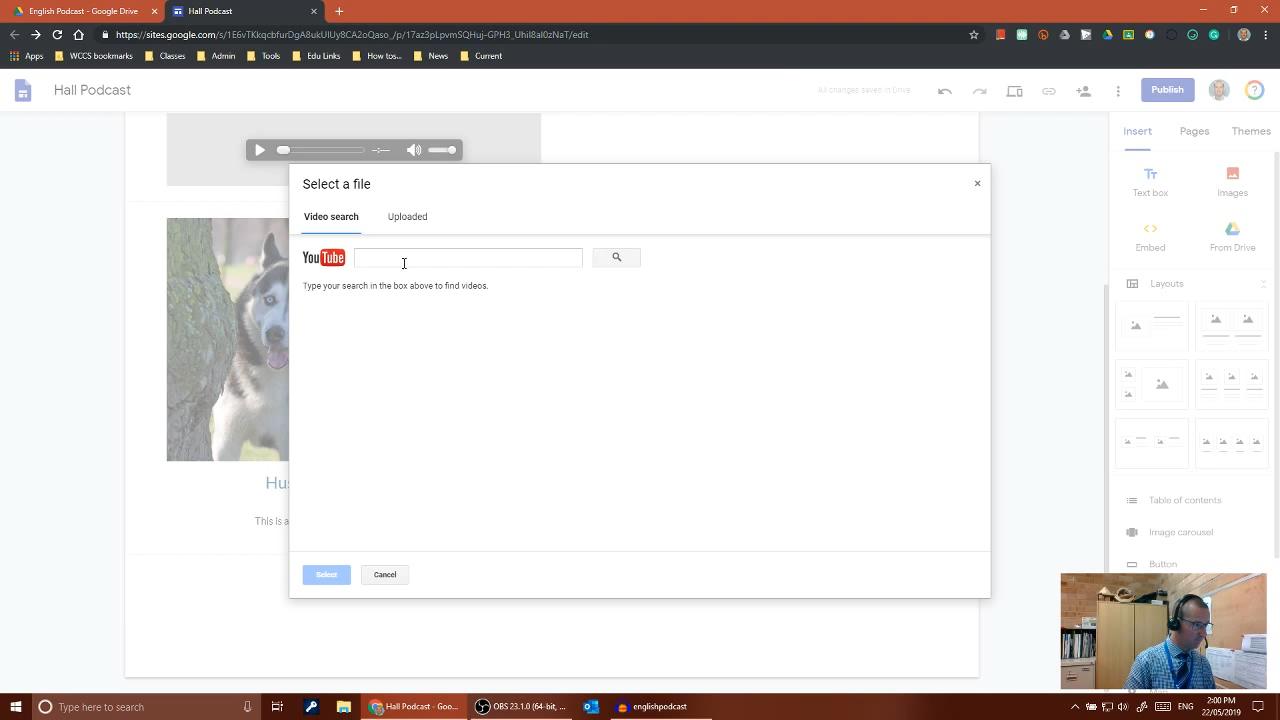 English Podcast - Google Drive
Hall Podcast
https://sites.google.com/s/1E6vTKkqcbfurDgA8ukUIUy8CA2oQaso_/p/17az3pLpvmSQHuj-GPH3_Uhil8al0zNaT/edit
Apps
WCCS bookmarks
Classes
Admin
Tools
Edu Links
How tos...
News
Current
Hall Podcast
All changes saved in Drive
Publish
Insert
Pages
Themes
Select a file
Text box
Images
Video search
Uploaded
Embed
From Drive
YouTube
Type your search in the box above to find videos.
Layouts
Hus
This is a
Table of contents
Image carousel
Button
Select
Cancel
Type here to search
Hall Podcast - Goo...
OBS 23.1.0 (64-bit, ...
englishpodcast
ENG
2:00 PM
22/05/2019